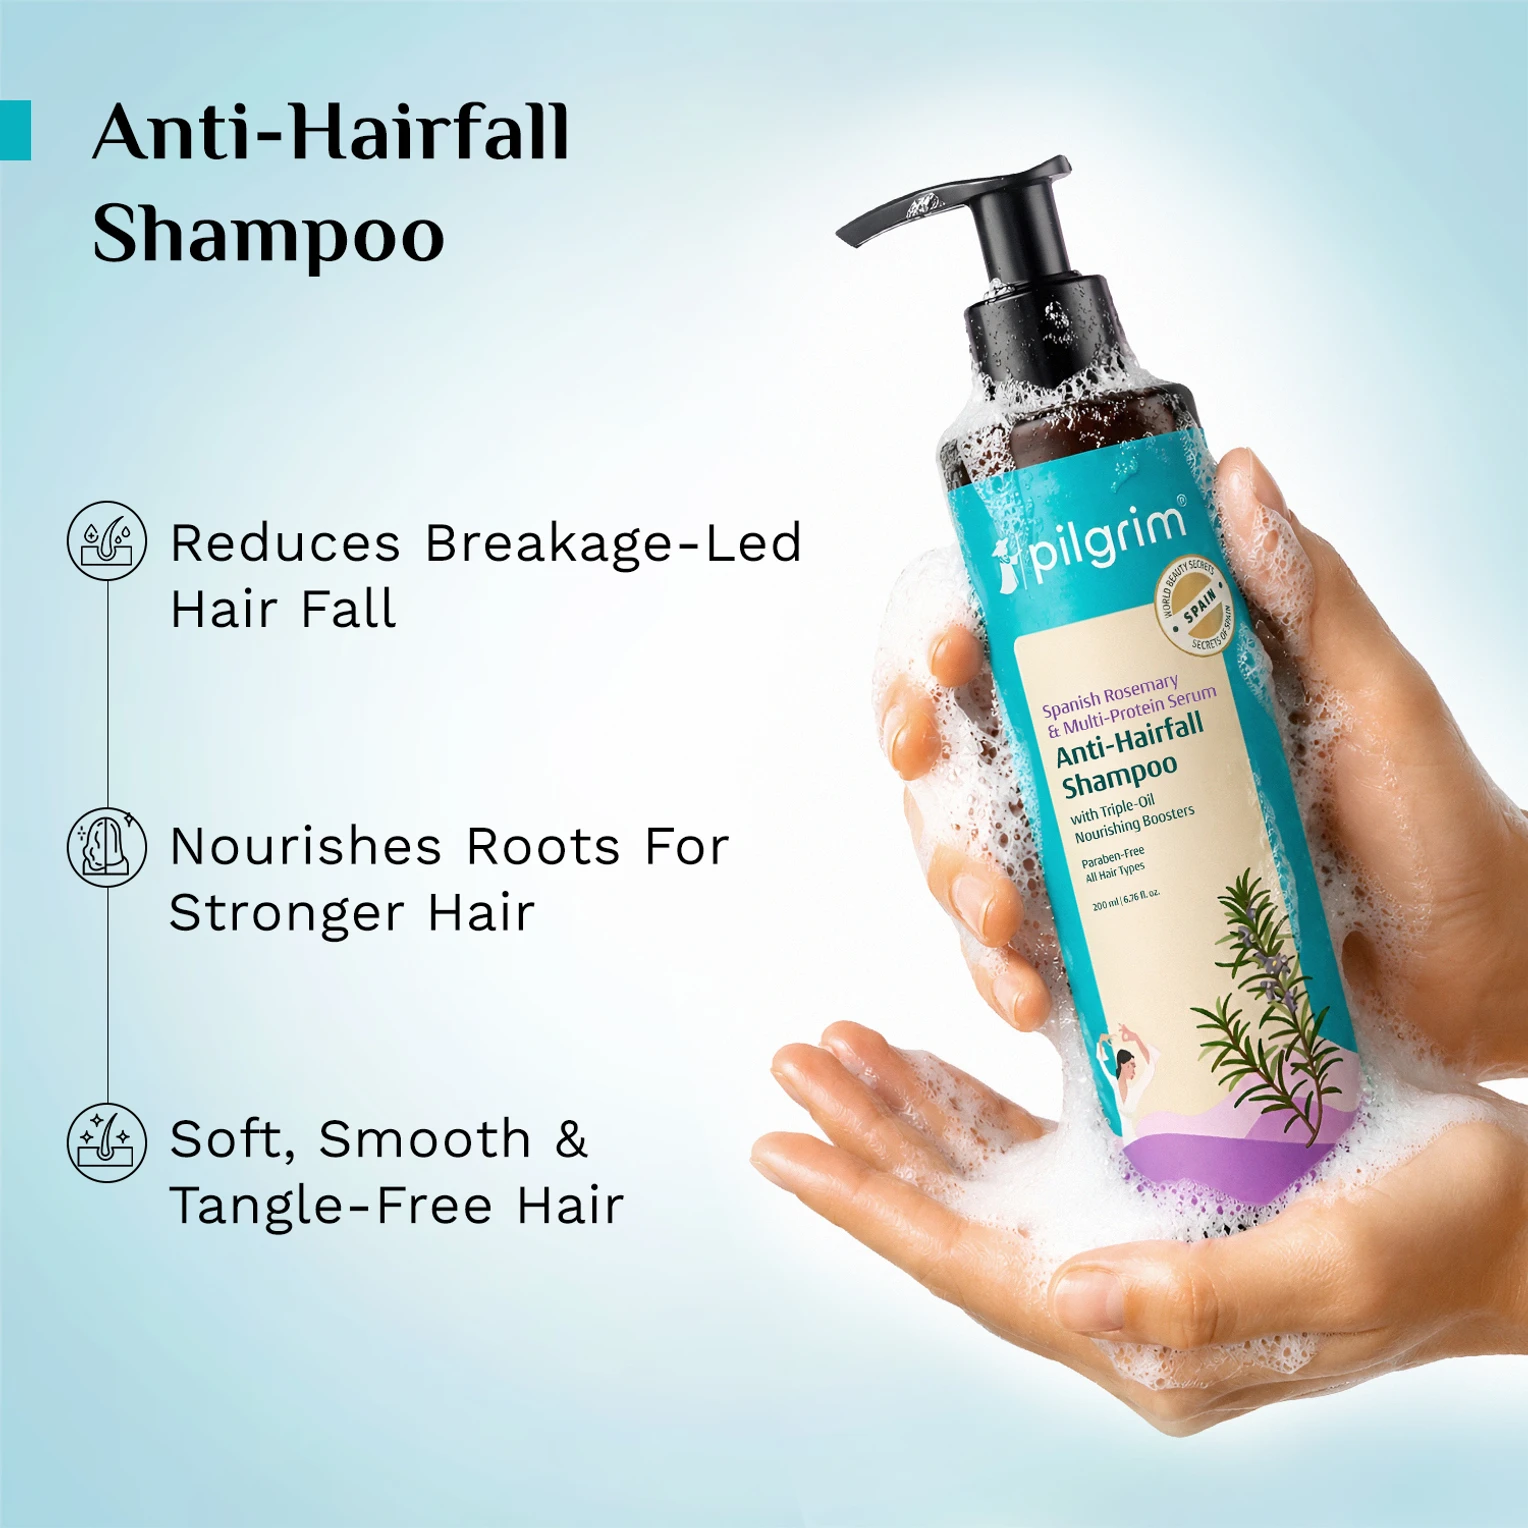 Anti-Hairfall
Shampoo
Reduces Breakage-Led
Hair Fall
Nourishes Roots For
Stronger Hair
Soft, Smooth &
Tangle-Free Hair
pilgrim
WORLD BEAUTY SECRETS
SPAIN
SECRETS OF SPAIN
Spanish Rosemary
& Multi-Protein Serum
Anti-Hairfall
Shampoo
with Triple-Oil
Nourishing Boosters
Paraben-Free
All Hair Types
200 ml | 6.76 fl. oz.